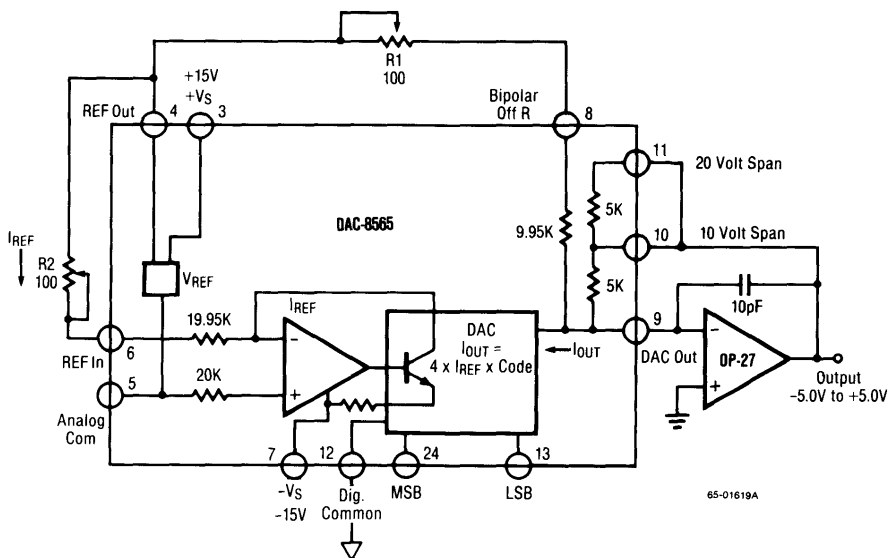 R1
100
+15V
+VS
REF Out
4
3
Bipolar
Off R
8
11
20 Volt Span
5K
DAC-8565
9.95K
10
10 Volt Span
IREF
R2
100
VREF
5K
10pF
IREF
19.95K
DAC
IOUT =
4 x IREF x Code
9
IOUT
DAC Out
REF In
6
–
+
–
+
OP-27
5
20K
Output
–5.0V to +5.0V
Analog
Com
7
12
24
13
–VS
–15V
Dig.
Common
MSB
LSB
65-01619A